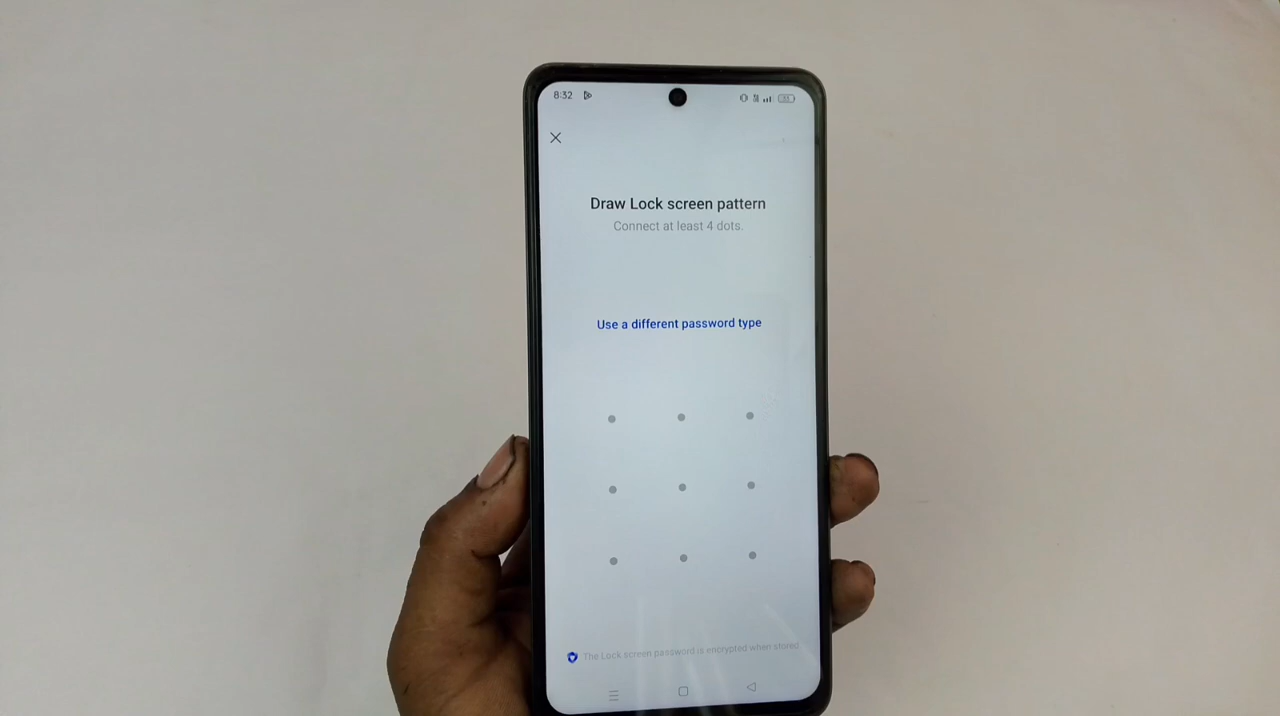 8:32
Draw Lock screen pattern
Connect at least 4 dots.
Use a different password type
The Lock screen password is encrypted when stored.